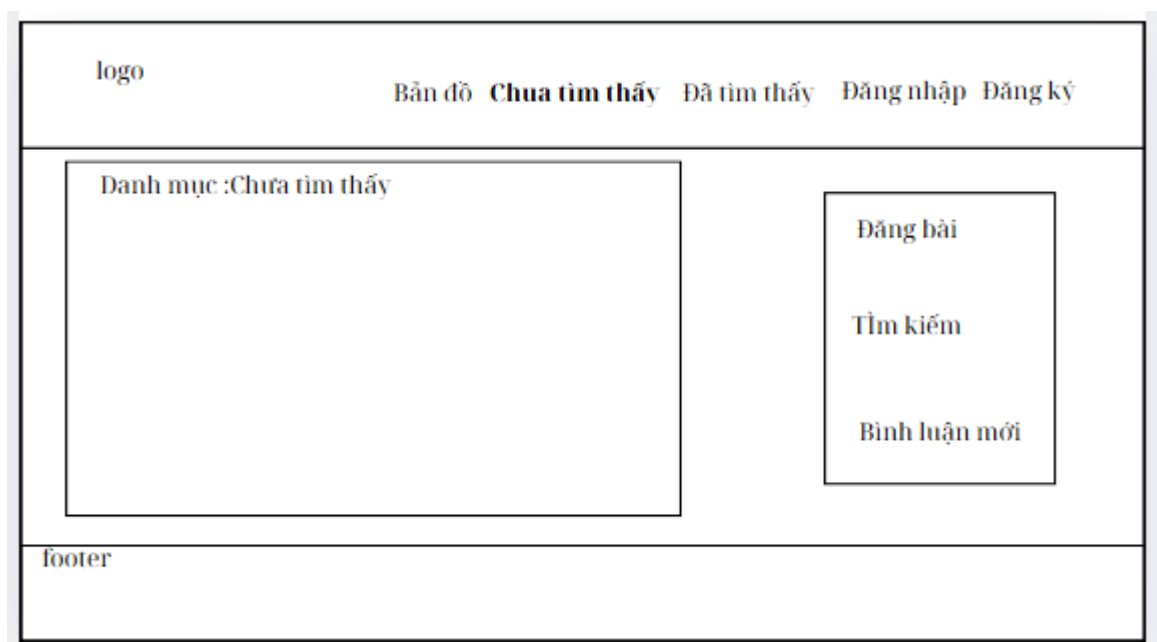 logo
Bản đồ Chua tìm thấy Đã tìm thấy Đăng nhập Đăng ký
Danh mục :Chưa tìm thấy
Đăng bài
TÌm kiếm
Bình luận mới
footer